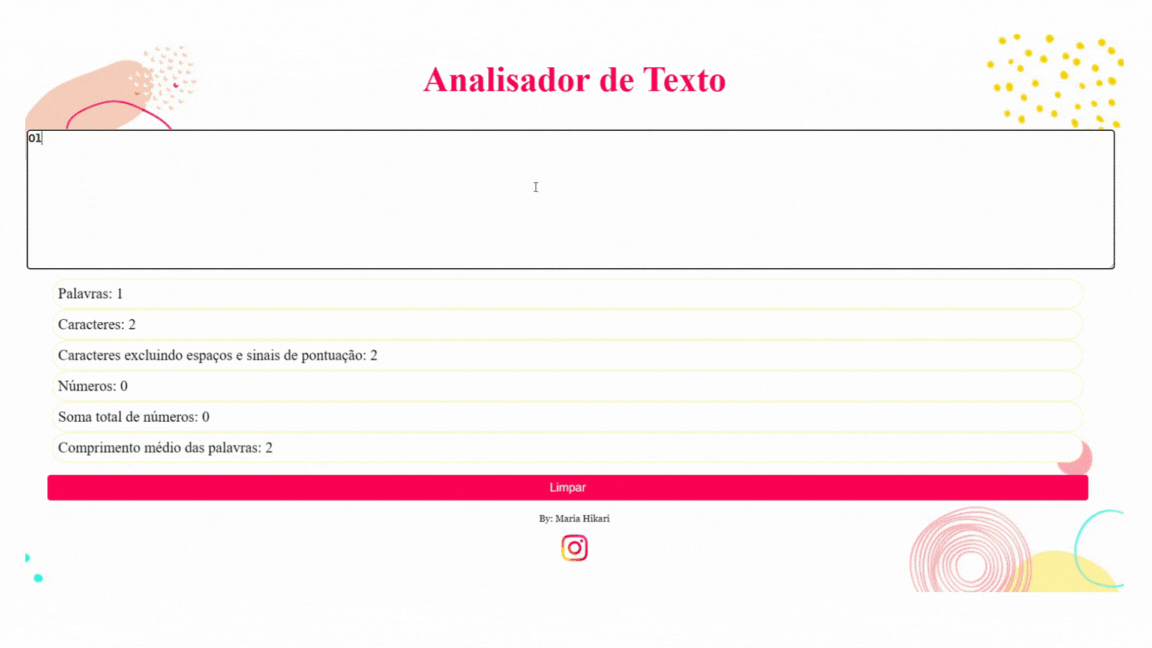 Analisador de Texto
Ol
Palavras: 1
Caracteres: 2
Caracteres excluindo espaços e sinais de pontuação: 2
Números: 0
Soma total de números: 0
Comprimento médio das palavras: 2
Limpar
By: Maria Hikari